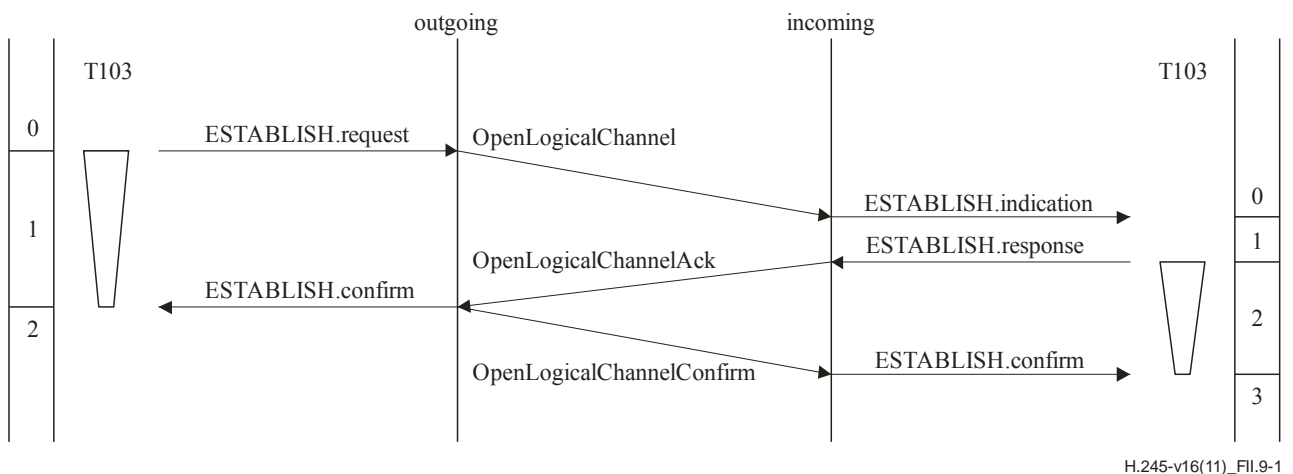 outgoing
incoming
T103
T103
0
ESTABLISH.request
OpenLogicalChannel
ESTABLISH.indication
0
1
ESTABLISH.response
1
OpenLogicalChannelAck
ESTABLISH.confirm
2
2
OpenLogicalChannelConfirm
ESTABLISH.confirm
3
H.245-v16(11)_FII.9-1